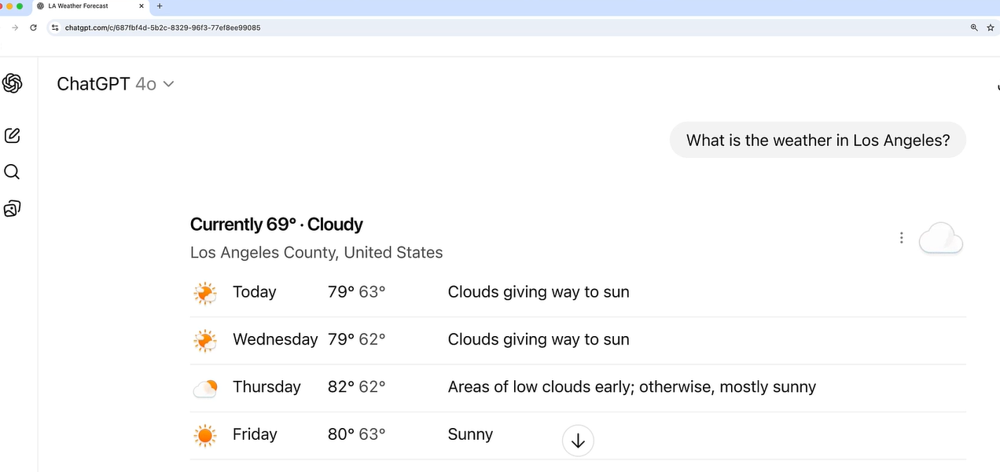 LA Weather Forecast
chatgpt.com/c/687fbf4d-5b2c-8329-96f3-77ef8ee99085
ChatGPT 4o
What is the weather in Los Angeles?
Currently 69° · Cloudy
Los Angeles County, United States
Today 79° 63° Clouds giving way to sun
Wednesday 79° 62° Clouds giving way to sun
Thursday 82° 62° Areas of low clouds early; otherwise, mostly sunny
Friday 80° 63° Sunny